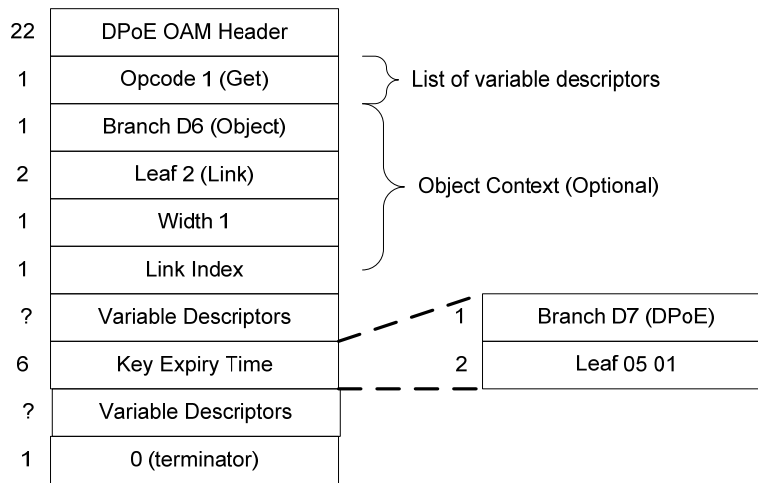 22 DPoE OAM Header
1 Opcode 1 (Get) List of variable descriptors
1 Branch D6 (Object)
2 Leaf 2 (Link) Object Context (Optional)
1 Width 1
1 Link Index
? Variable Descriptors 1 Branch D7 (DPoE)
6 Key Expiry Time 2 Leaf 05 01
? Variable Descriptors
1 0 (terminator)